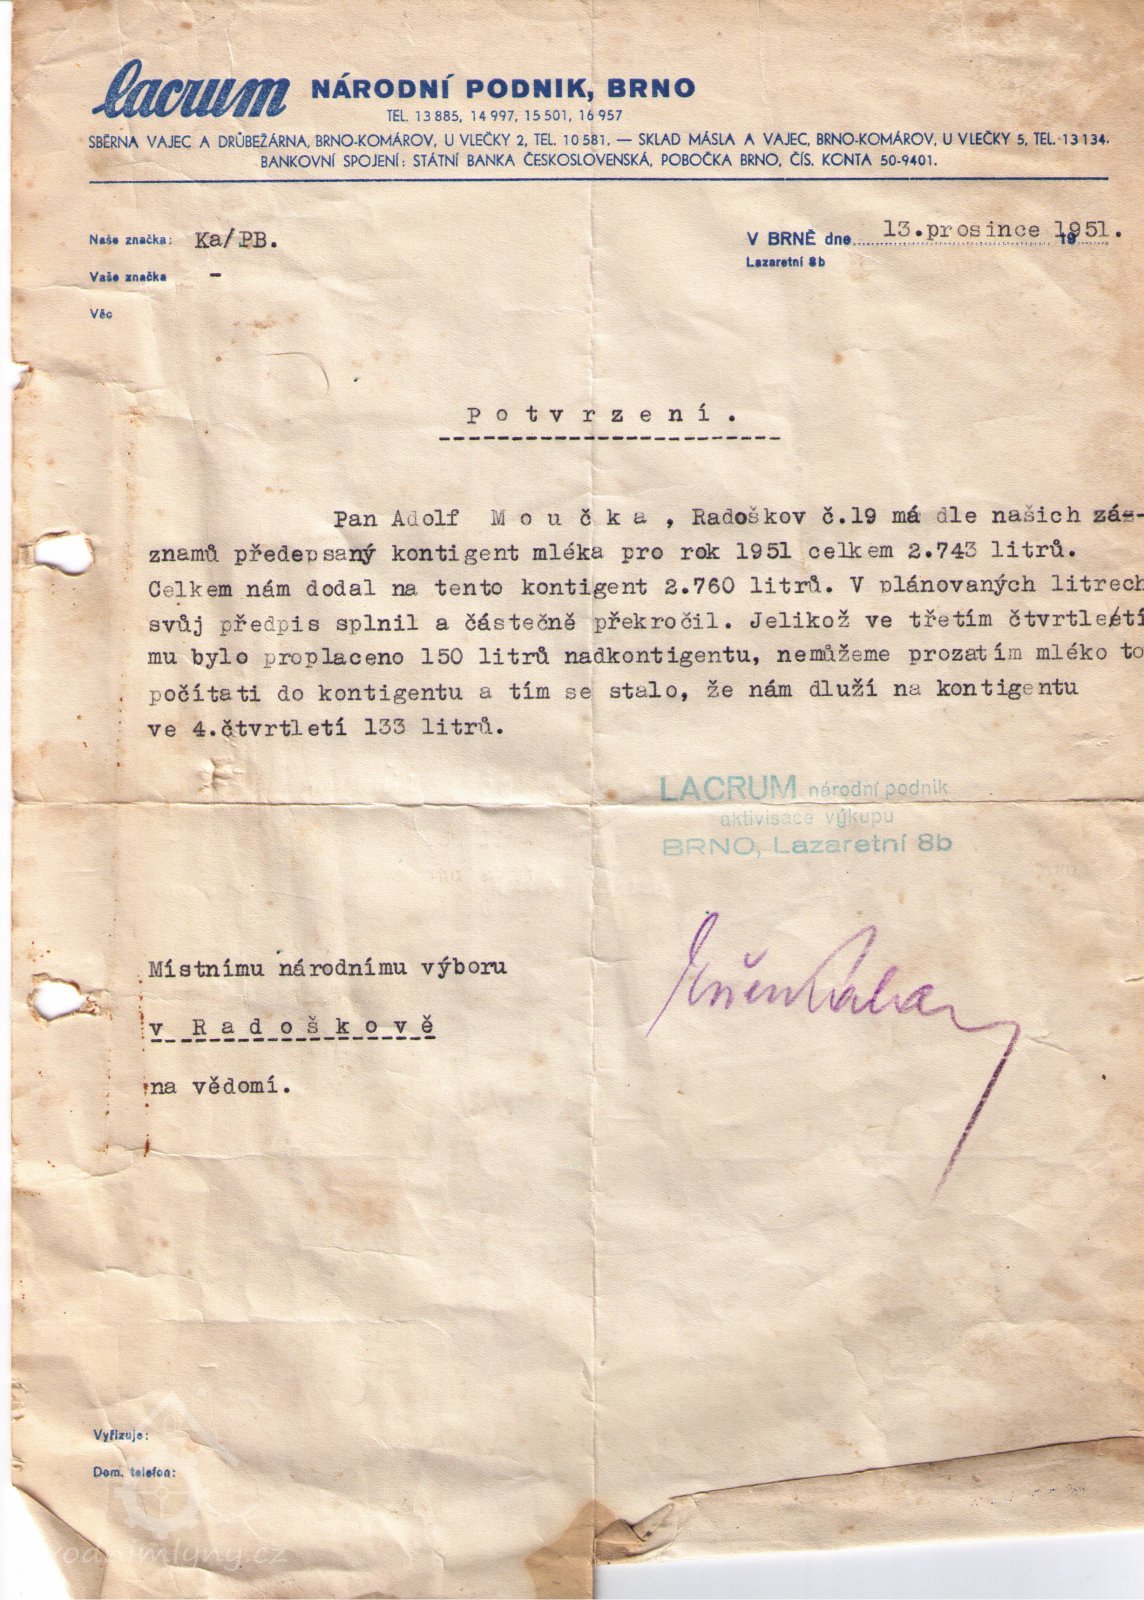 lacrum NÁRODNÍ PODNIK, BRNO
TEL. 13 885, 14 997, 15 501, 16 957
SBĚRNA VAJEC A DRŮBEŽÁRNA, BRNO-KOMÁROV, U VLEČKY 2, TEL. 10 581. — SKLAD MÁSLA A VAJEC, BRNO-KOMÁROV, U VLEČKY 5, TEL. 13 134.
BANKOVNÍ SPOJENÍ: STÁTNÍ BANKA ČESKOSLOVENSKÁ, POBOČKA BRNO, ČÍS. KONTA 50-9401.
Naše značka: Ka/PB.
V BRNĚ dne 13.prosince 1951.
Lazaretní 8b
Vaše značka -
Věc
Potvrzení.
Pan Adolf Moučka, Radoškov č.19 má dle našich zá-
znamů předepsaný kontigent mléka pro rok 1951 celkem 2.743 litrů.
Celkem nám dodal na tento kontigent 2.760 litrů. V plánovaných litrech
svůj předpis splnil a částečně překročil. Jelikož ve třetím čtvrtletí
mu bylo proplaceno 150 litrů nadkontigentu, nemůžeme prozatím mléko to
počítati do kontigentu a tím se stalo, že nám dluží na kontigentu
ve 4.čtvrtletí 133 litrů.
LACRUM národní podnik
aktivisace výkupu
BRNO, Lazaretní 8b
Místnímu národnímu výboru
v Radoškově
na vědomí.
Vyřizuje:
Dom. telefon:
vodnimlyny.cz